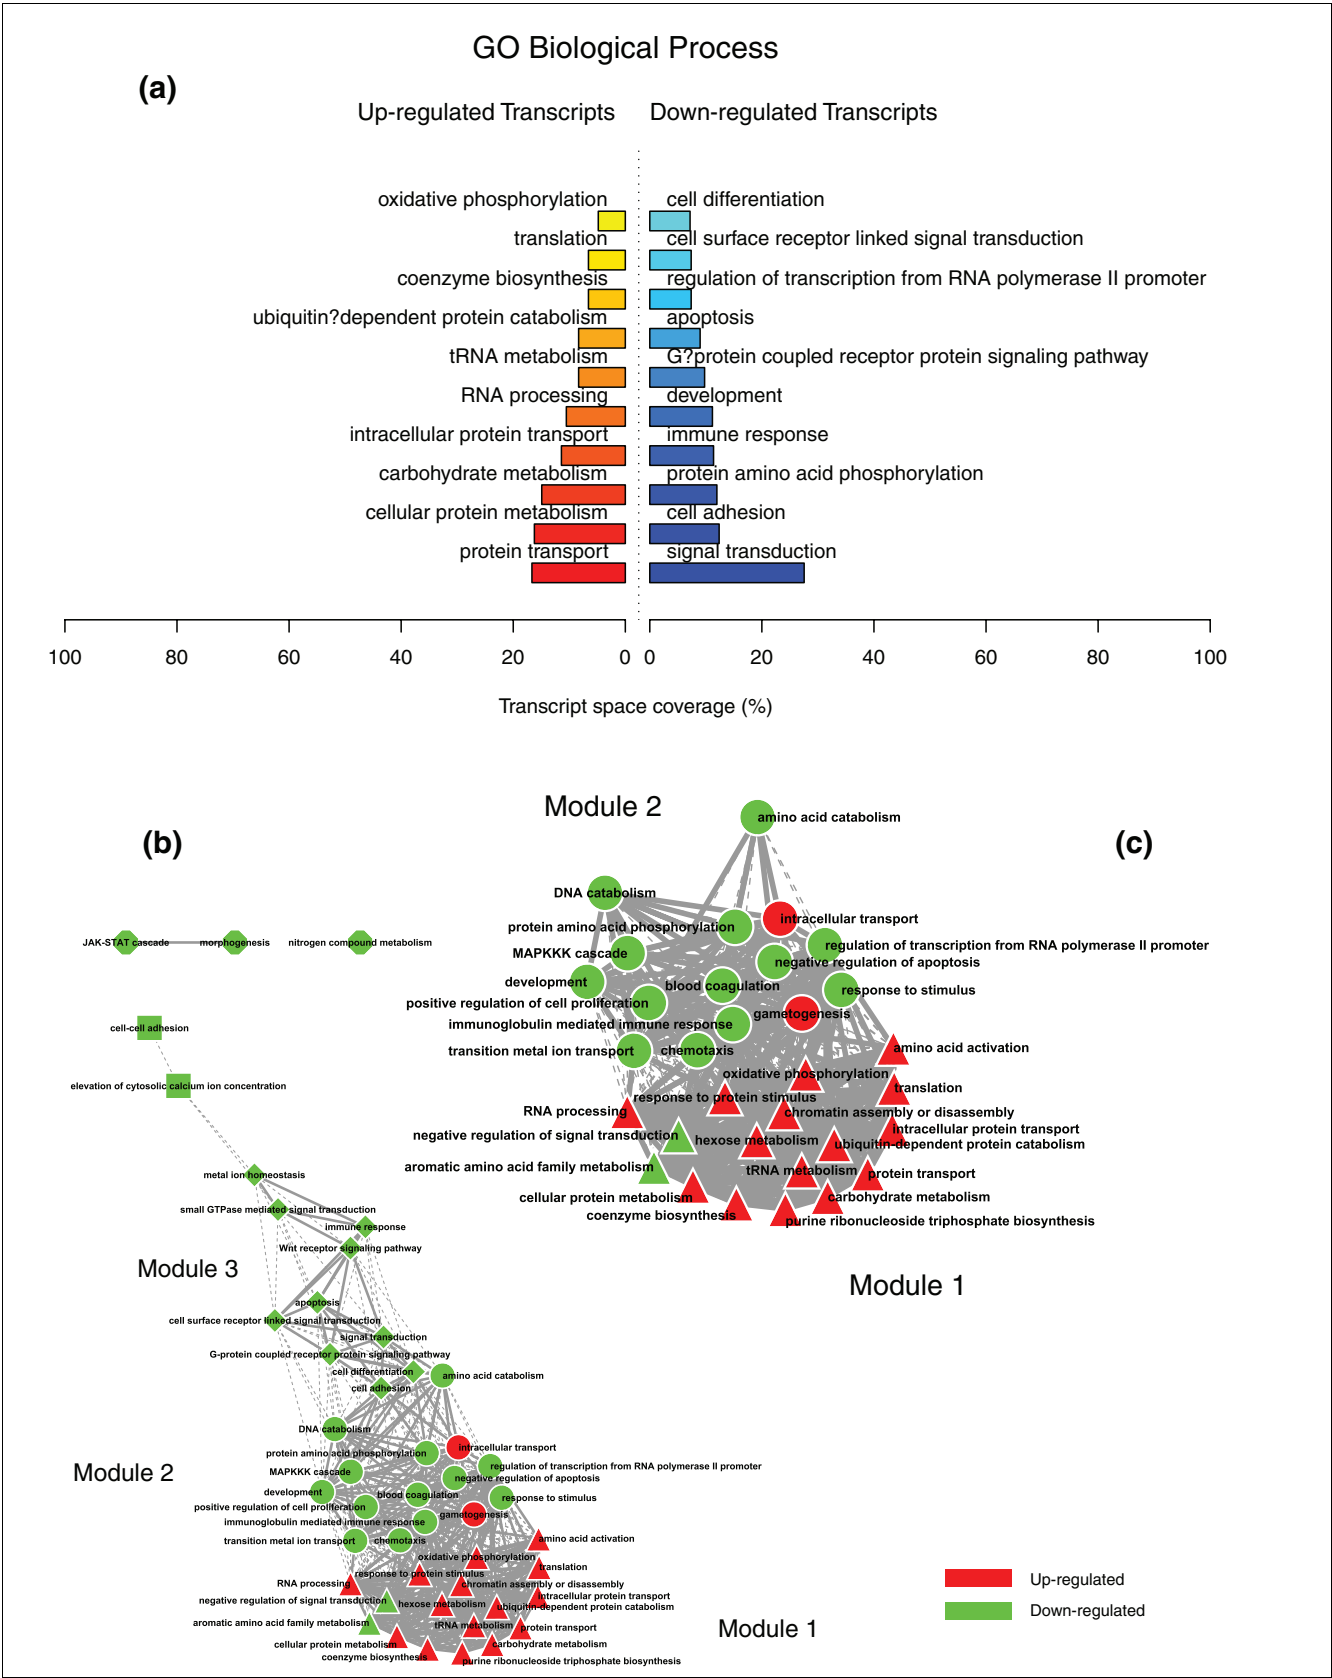 GO Biological Process
(a)
Up-regulated Transcripts
Down-regulated Transcripts
oxidative phosphorylation
cell differentiation
translation
cell surface receptor linked signal transduction
coenzyme biosynthesis
regulation of transcription from RNA polymerase II promoter
ubiquitin?dependent protein catabolism
apoptosis
tRNA metabolism
G?protein coupled receptor protein signaling pathway
RNA processing
development
intracellular protein transport
immune response
carbohydrate metabolism
protein amino acid phosphorylation
cellular protein metabolism
cell adhesion
protein transport
signal transduction
100 80 60 40 20 0 0 20 40 60 80 100
Transcript space coverage (%)
(b)
JAK-STAT cascade
morphogenesis
nitrogen compound metabolism
cell-cell adhesion
elevation of cytosolic calcium ion concentration
metal ion homeostasis
small GTPase mediated signal transduction
immune response
Wnt receptor signaling pathway
Module 3
apoptosis
cell surface receptor linked signal transduction
signal transduction
G-protein coupled receptor protein signaling pathway
cell differentiation
amino acid catabolism
cell adhesion
DNA catabolism
intracellular transport
protein amino acid phosphorylation
regulation of transcription from RNA polymerase II promoter
Module 2
MAPKKK cascade
negative regulation of apoptosis
development
blood coagulation
response to stimulus
positive regulation of cell proliferation
gametogenesis
immunoglobulin mediated immune response
transition metal ion transport
chemotaxis
amino acid activation
oxidative phosphorylation
translation
response to protein stimulus
RNA processing
chromatin assembly or disassembly
intracellular protein transport
negative regulation of signal transduction
hexose metabolism
ubiquitin-dependent protein catabolism
aromatic amino acid family metabolism
tRNA metabolism
protein transport
cellular protein metabolism
carbohydrate metabolism
coenzyme biosynthesis
purine ribonucleoside triphosphate biosynthesis
Module 1
(c)
Module 2
amino acid catabolism
DNA catabolism
intracellular transport
protein amino acid phosphorylation
regulation of transcription from RNA polymerase II promoter
MAPKKK cascade
negative regulation of apoptosis
development
blood coagulation
response to stimulus
positive regulation of cell proliferation
gametogenesis
immunoglobulin mediated immune response
transition metal ion transport
chemotaxis
amino acid activation
oxidative phosphorylation
translation
response to protein stimulus
RNA processing
chromatin assembly or disassembly
intracellular protein transport
negative regulation of signal transduction
hexose metabolism
ubiquitin-dependent protein catabolism
aromatic amino acid family metabolism
tRNA metabolism
protein transport
cellular protein metabolism
carbohydrate metabolism
coenzyme biosynthesis
purine ribonucleoside triphosphate biosynthesis
Module 1
Up-regulated
Down-regulated